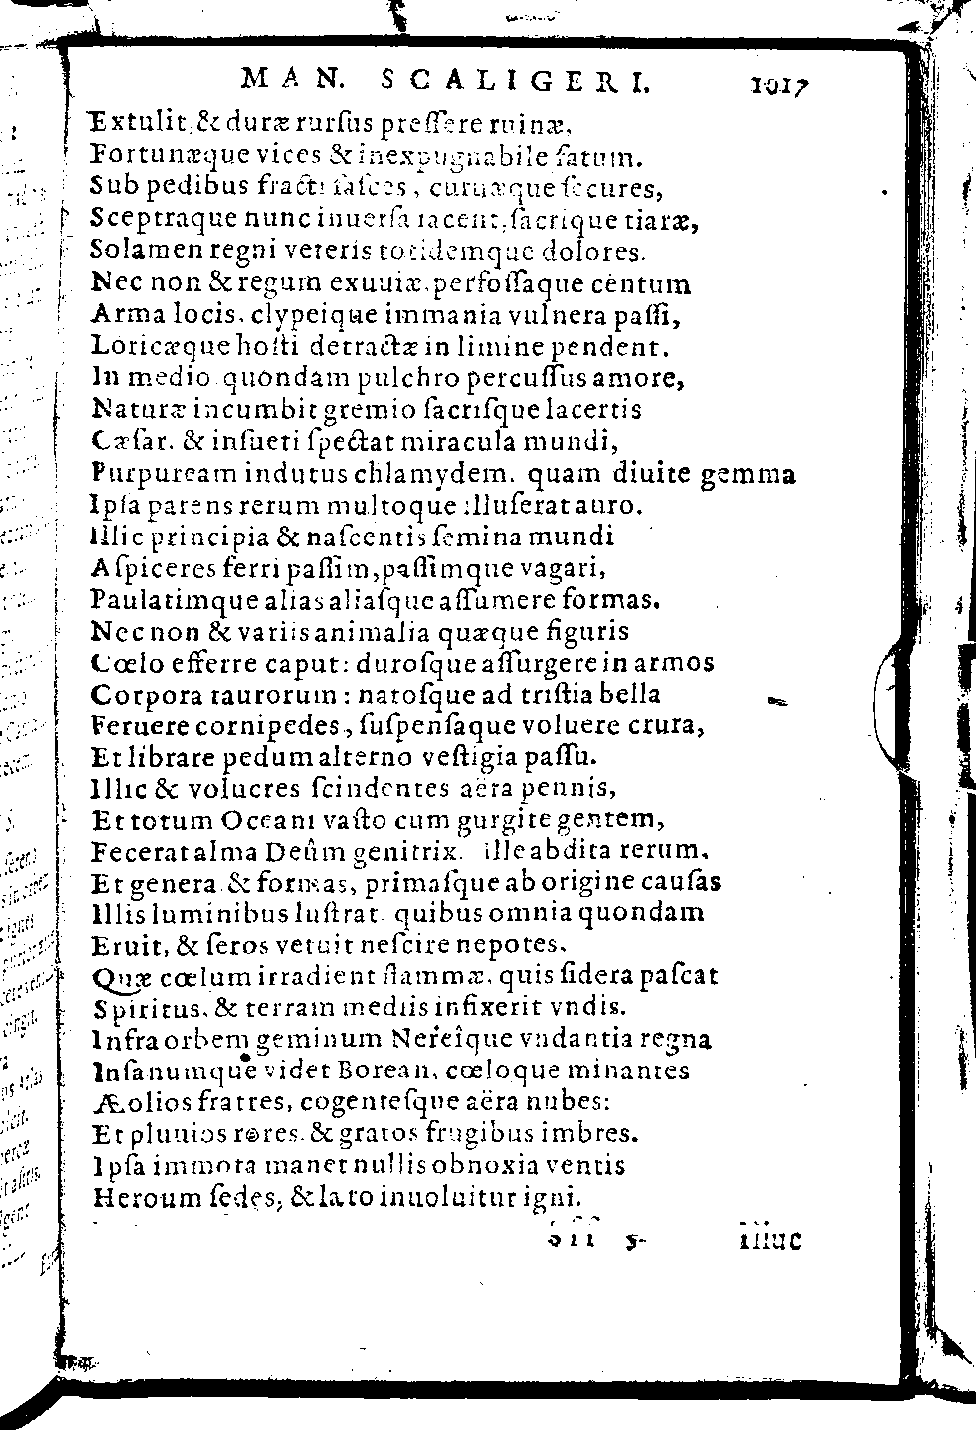 MAN. SCALIGERI. 1017
Extulit, & duræ rursus pressere ruinæ,
Fortunæque vices & inexpugnabile fatum.
Sub pedibus fracti fasces, curuæque secures,
Sceptraque nunc inuersa iacent, sacrique tiaræ,
Solamen regni veteris totidemque dolores.
Nec non & regum exuuiæ, perfossaque centum
Arma locis, clypeique immania vulnera passi,
Loricæque hosti detractæ in limine pendent.
In medio quondam pulchro percussus amore,
Naturæ incumbit gremio sacrisque lacertis
Cæsar, & insueti spectat miracula mundi,
Purpuream indutus chlamydem, quam diuite gemma
Ipsa parens rerum multoque illuserat auro.
Illic principia & nascentis semina mundi
Aspiceres ferri passim, passimque vagari,
Paulatimque alias aliasque assumere formas.
Nec non & variis animalia quæque figuris
Cœlo efferre caput: durosque assurgere in armos
Corpora taurorum: natosque ad tristia bella
Feruere cornipedes, suspensaque voluere crura,
Et librare pedum alterno vestigia passu.
Illic & volucres scindentes aëra pennis,
Et totum Oceani vasto cum gurgite gentem,
Fecerat alma Deûm genitrix. ille abdita rerum,
Et genera & formas, primasque ab origine causas
Illis luminibus lustrat, quibus omnia quondam
Eruit, & seros vetuit nescire nepotes.
Quæ cœlum irradient flammæ, quis sidera pascat
Spiritus, & terram mediis infixerit vndis.
Infra orbem geminum Nereîque vndantia regna
Insanumque videt Borean, cœloque minantes
Æolios fratres, cogentesque aëra nubes:
Et pluuios rores, & gratos frugibus imbres.
Ipsa immota manet nullis obnoxia ventis
Heroum sedes, & lato inuoluitur igni.
5 illuc